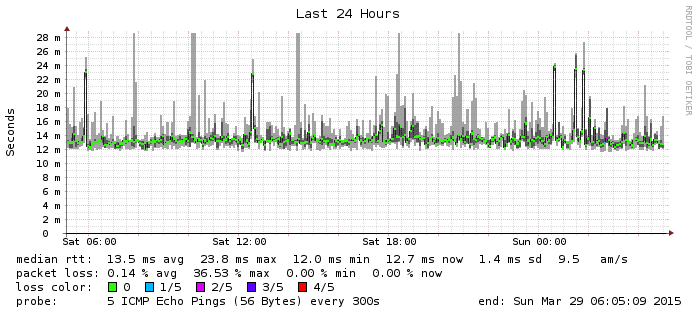 Last 24 Hours
RRDTOOL / TOBI OETIKER
Seconds
28 m
26 m
24 m
22 m
20 m
18 m
16 m
14 m
12 m
10 m
8 m
6 m
4 m
2 m
0
Sat 06:00 Sat 12:00 Sat 18:00 Sun 00:00
median rtt: 13.5 ms avg 23.8 ms max 12.0 ms min 12.7 ms now 1.4 ms sd 9.5 am/s
packet loss: 0.14 % avg 36.53 % max 0.00 % min 0.00 % now
loss color: 0 1/5 2/5 3/5 4/5
probe: 5 ICMP Echo Pings (56 Bytes) every 300s end: Sun Mar 29 06:05:09 2015